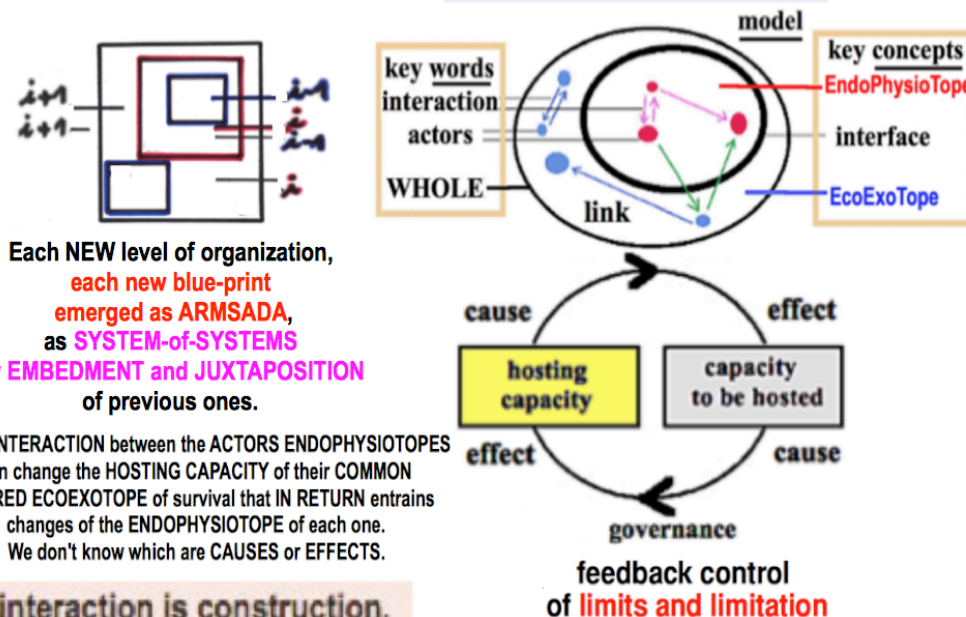 i+1
i+1
i-1
i
i-1
i
Each NEW level of organization,
each new blue-print
emerged as ARMSADA,
as SYSTEM-of-SYSTEMS
EMBEDMENT and JUXTAPOSITION
of previous ones.
INTERACTION between the ACTORS ENDOPHYSIOTOPES
change the HOSTING CAPACITY of their COMMON
ECOEXOTOPE of survival that IN RETURN entrains
changes of the ENDOPHYSIOTOPE of each one.
We don't know which are CAUSES or EFFECTS.
interaction is construction.
key words
interaction
actors
WHOLE
link
model
key concepts
EndoPhysioTope
interface
EcoExoTope
cause
effect
hosting
capacity
capacity
to be hosted
effect
cause
governance
feedback control
of limits and limitation